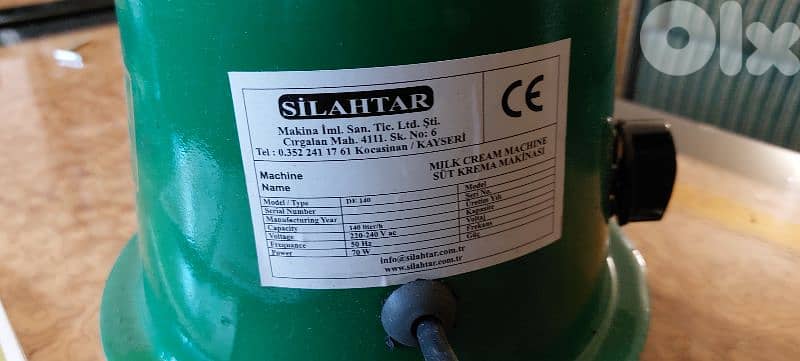 olx
SİLAHTAR
CE
Makina İml. San. Tic. Ltd. Şti.
Cırgalan Mah. 4111. Sk. No: 6
Tel : 0.352 241 17 61 Kocasinan / KAYSERİ
Machine Name
MILK CREAM MACHINE
SÜT KREMA MAKİNASI
Model / Type DE 140 Model
Serial Number Seri No.
Manufacturing Year Üretim Yılı
Capacity 140 liter/h Kapasite
Voltage 220-240 V ac Voltaj
Frequance 50 Hz Frekans
Power 70 W Güç
info@silahtar.com.tr
www.silahtar.com.tr